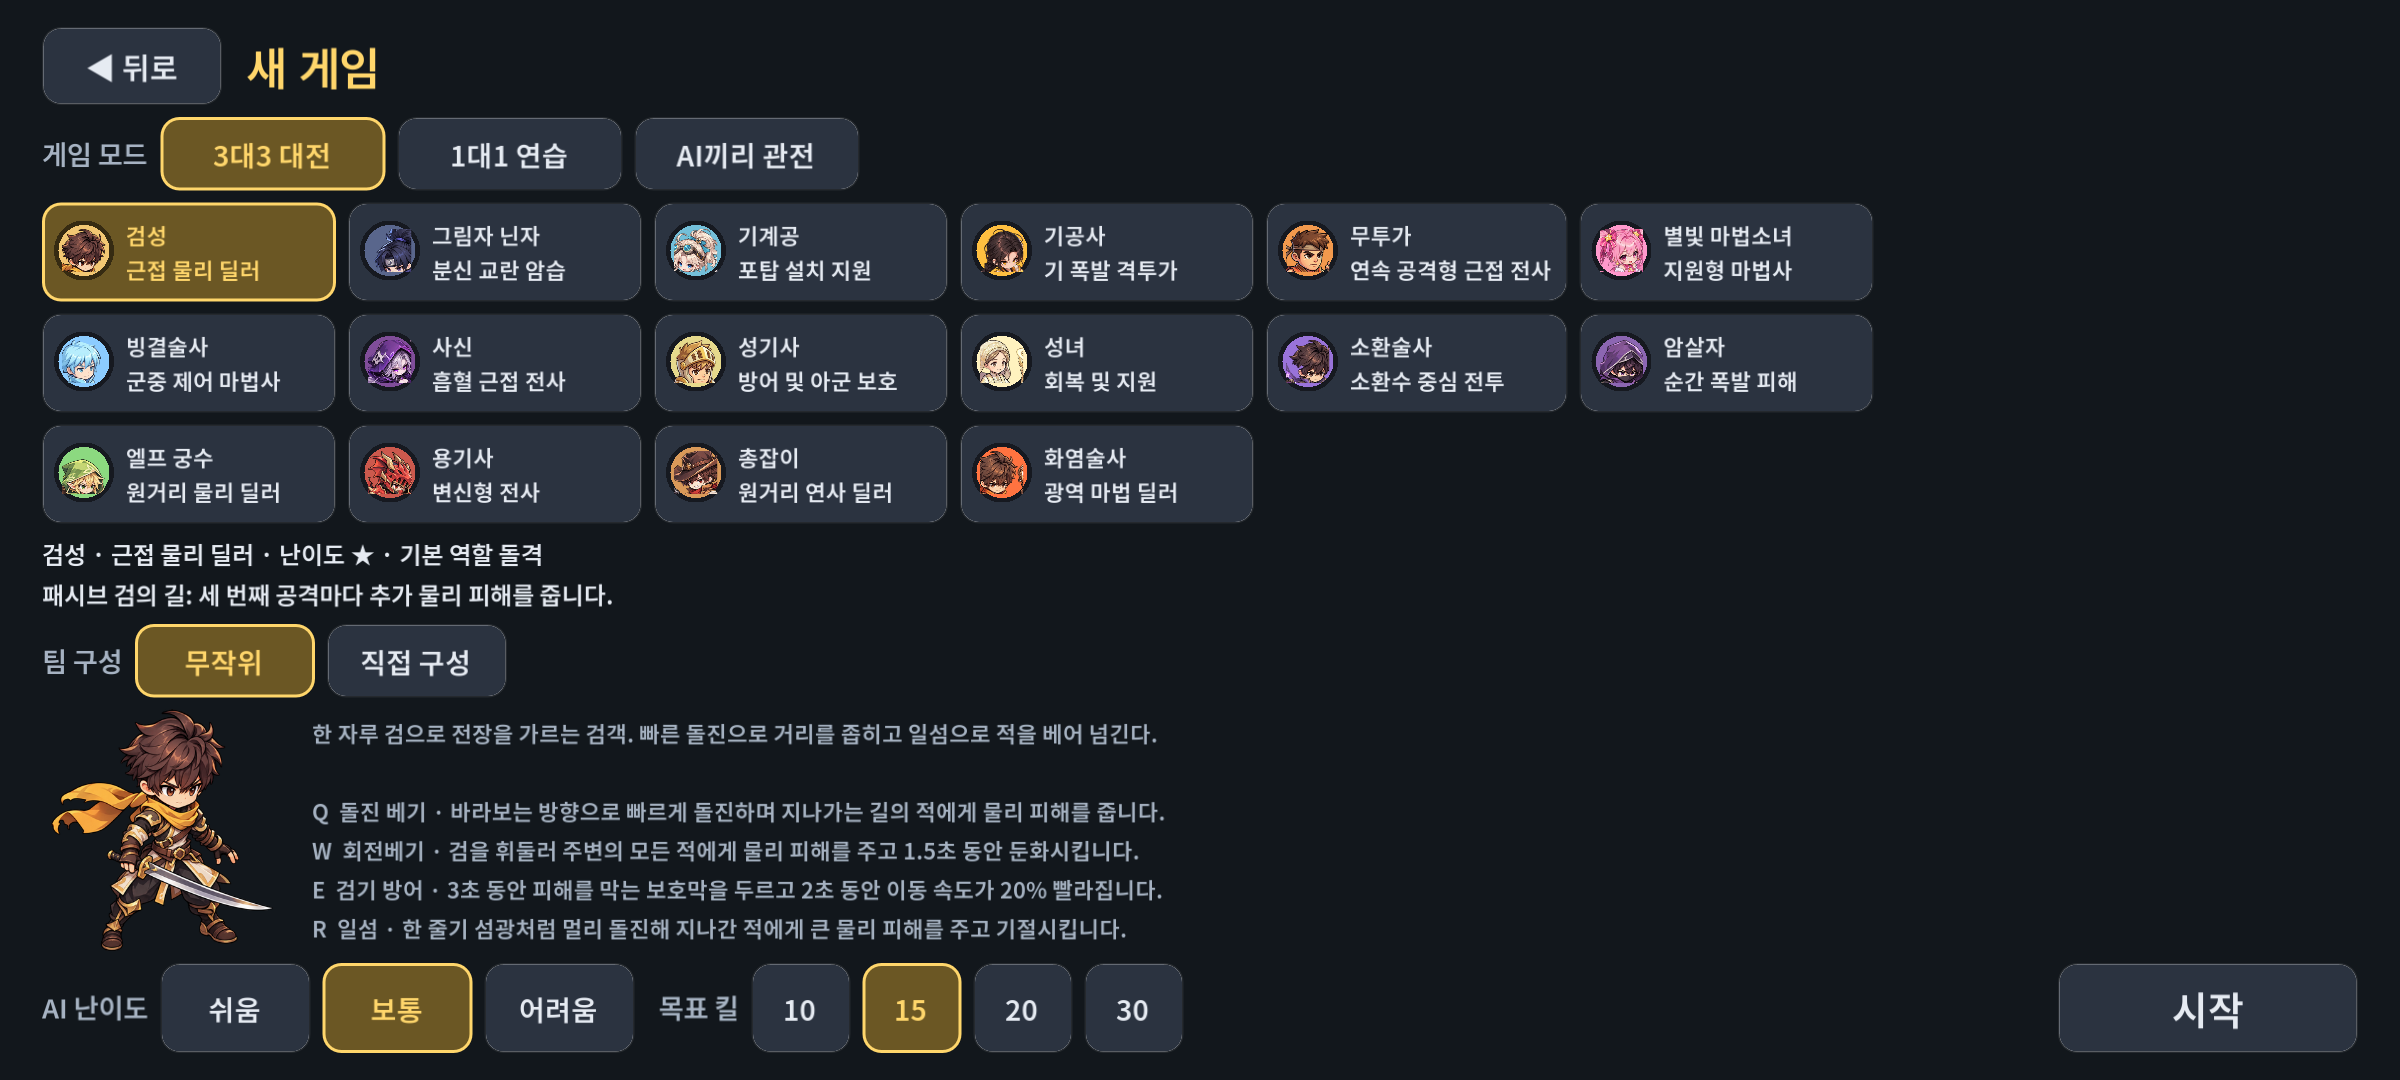 ◀ 뒤로
새 게임
게임 모드
3대3 대전
1대1 연습
AI끼리 관전
검성
근접 물리 딜러
그림자 닌자
분신 교란 암습
기계공
포탑 설치 지원
기공사
기 폭발 격투가
무투가
연속 공격형 근접 전사
별빛 마법소녀
지원형 마법사
빙결술사
군중 제어 마법사
사신
흡혈 근접 전사
성기사
방어 및 아군 보호
성녀
회복 및 지원
소환술사
소환수 중심 전투
암살자
순간 폭발 피해
엘프 궁수
원거리 물리 딜러
용기사
변신형 전사
총잡이
원거리 연사 딜러
화염술사
광역 마법 딜러
검성 · 근접 물리 딜러 · 난이도 ★ · 기본 역할 돌격
패시브 검의 길: 세 번째 공격마다 추가 물리 피해를 줍니다.
팀 구성
무작위
직접 구성
한 자루 검으로 전장을 가르는 검객. 빠른 돌진으로 거리를 좁히고 일섬으로 적을 베어 넘긴다.
Q 돌진 베기 · 바라보는 방향으로 빠르게 돌진하며 지나가는 길의 적에게 물리 피해를 줍니다.
W 회전베기 · 검을 휘둘러 주변의 모든 적에게 물리 피해를 주고 1.5초 동안 둔화시킵니다.
E 검기 방어 · 3초 동안 피해를 막는 보호막을 두르고 2초 동안 이동 속도가 20% 빨라집니다.
R 일섬 · 한 줄기 섬광처럼 멀리 돌진해 지나간 적에게 큰 물리 피해를 주고 기절시킵니다.
AI 난이도
쉬움
보통
어려움
목표 킬
10
15
20
30
시작